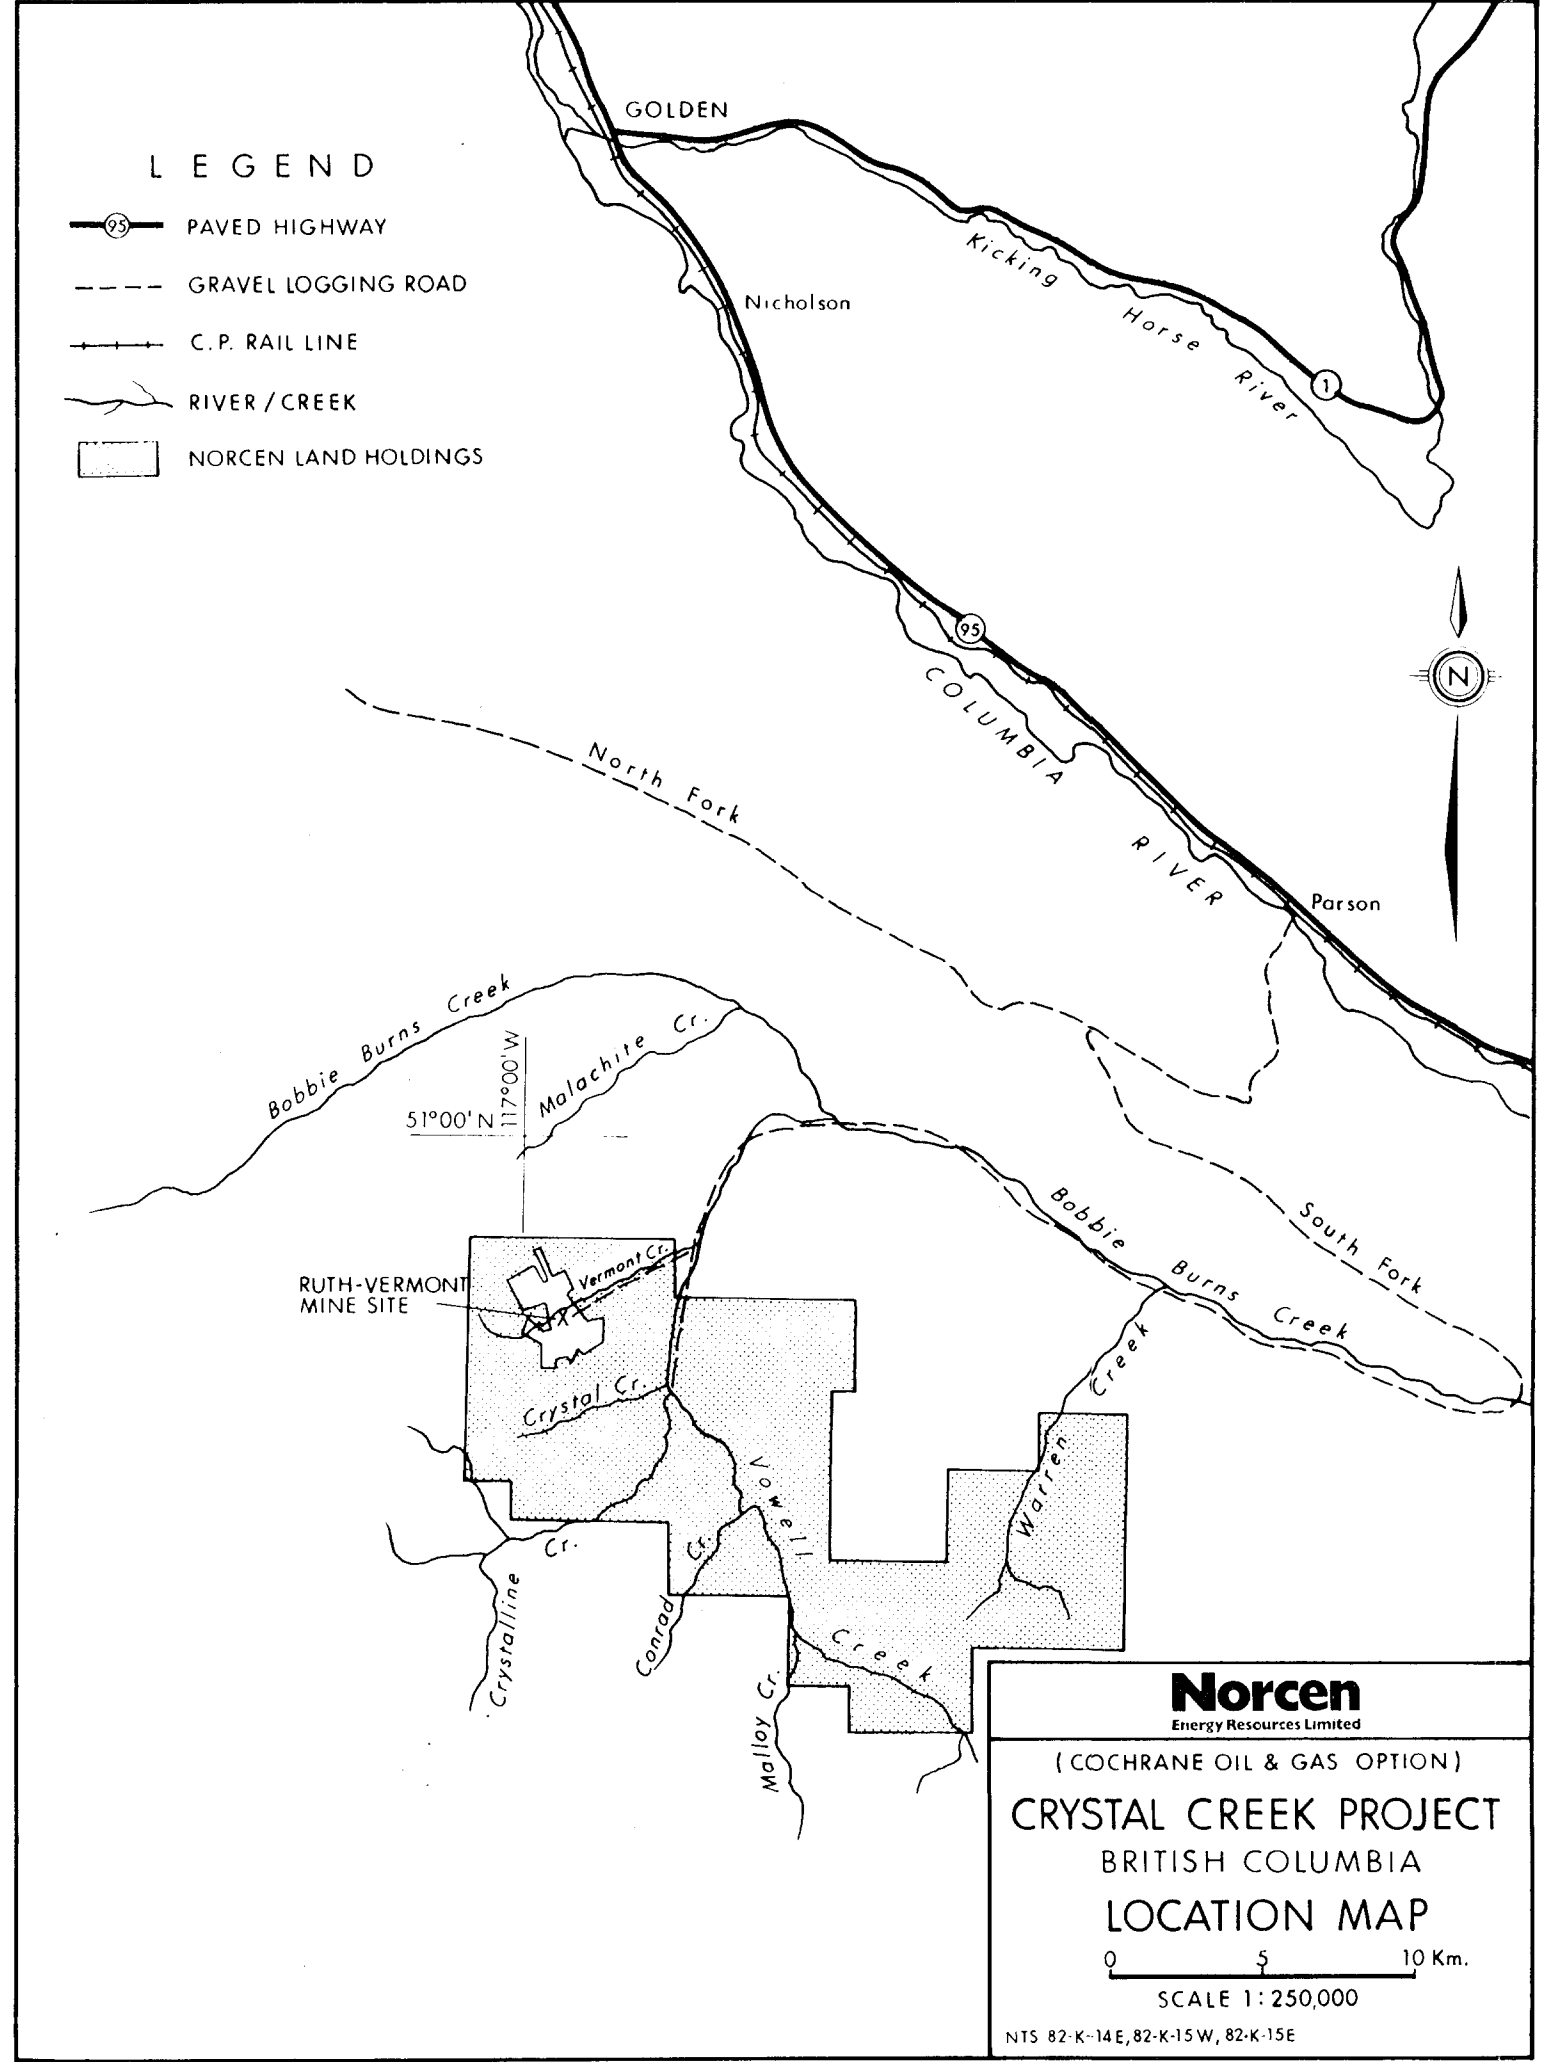 GOLDEN
LEGEND
95 PAVED HIGHWAY
GRAVEL LOGGING ROAD
C.P. RAIL LINE
RIVER/CREEK
NORCEN LAND HOLDINGS
Nicholson
Kicking Horse River
1
95
COLUMBIA RIVER
N
North Fork
Parson
Bobbie Burns Creek
Malachite Cr.
117°00'W
51°00'N
Bobbie Burns Creek
South Fork
RUTH-VERMONT
MINE SITE
Vermont Cr.
Crystal Cr.
Warren Creek
Vowell Creek
Crystalline Cr.
Conrad Cr.
Malloy Cr.
Norcen
Energy Resources Limited
(COCHRANE OIL & GAS OPTION)
CRYSTAL CREEK PROJECT
BRITISH COLUMBIA
LOCATION MAP
0 5 10 Km.
SCALE 1:250,000
NTS 82-K-14E, 82-K-15W, 82-K-15E